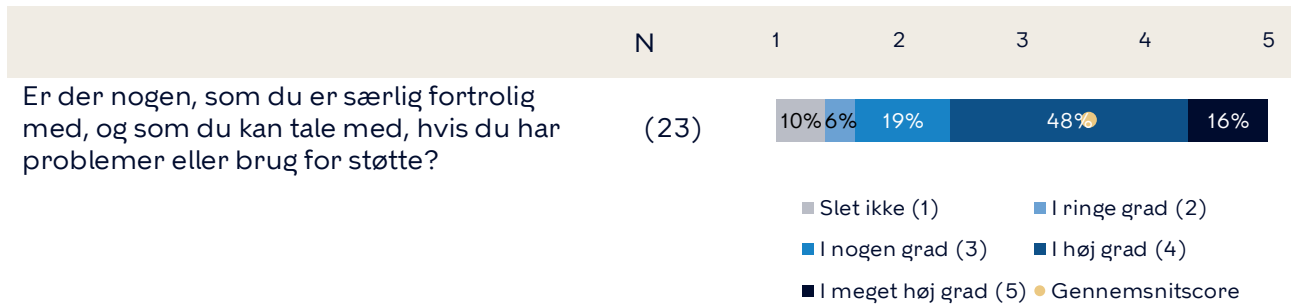 N 1 2 3 4 5
Er der nogen, som du er særlig fortrolig
med, og som du kan tale med, hvis du har
problemer eller brug for støtte?
(23)
10% 6% 19% 48% 16%
Slet ikke (1) I ringe grad (2)
I nogen grad (3) I høj grad (4)
I meget høj grad (5) Gennemsnitscore